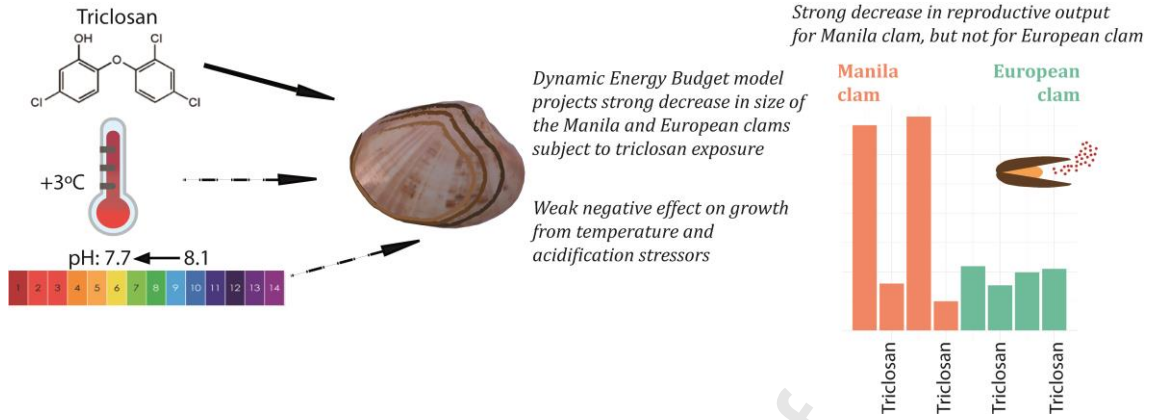 Triclosan
OH
Cl
O
Cl
Cl
+3ºC
pH: 7.7 8.1
1 2 3 4 5 6 7 8 9 10 11 12 13 14
Dynamic Energy Budget model
projects strong decrease in size of
the Manila and European clams
subject to triclosan exposure
Weak negative effect on growth
from temperature and
acidification stressors
Strong decrease in reproductive output
for Manila clam, but not for European clam
Manila
clam
European
clam
Triclosan
Triclosan
Triclosan
Triclosan